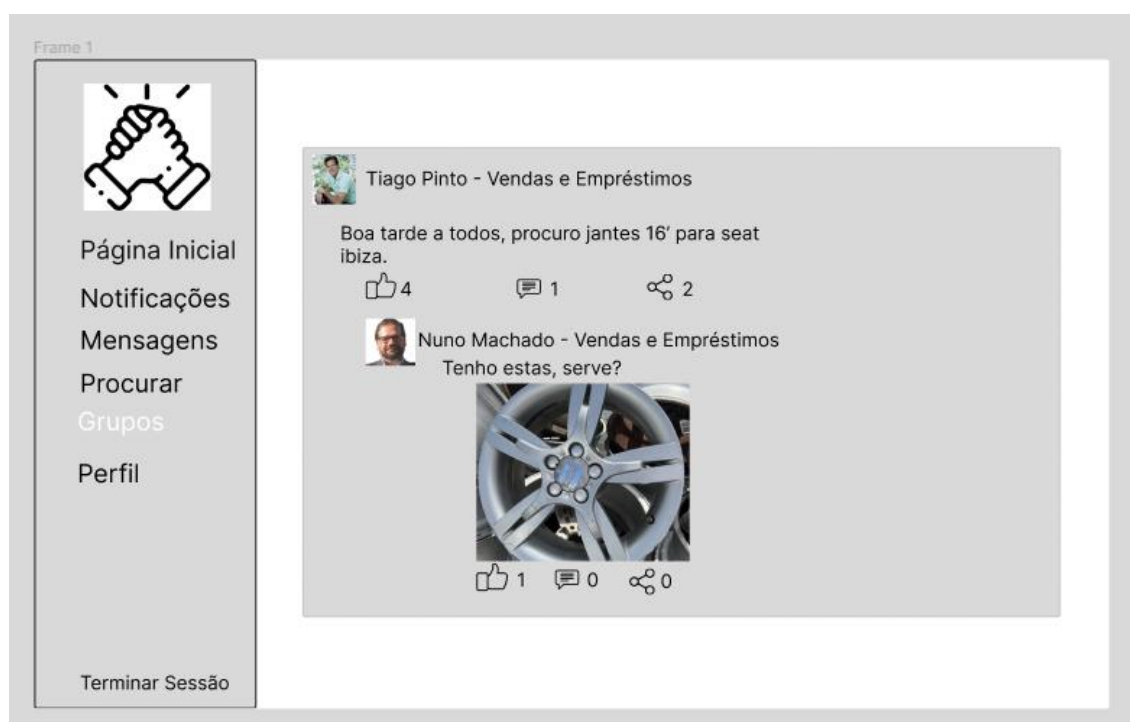 Frame 1
Página Inicial
Notificações
Mensagens
Procurar
Grupos
Perfil
Terminar Sessão
Tiago Pinto - Vendas e Empréstimos
Boa tarde a todos, procuro jantes 16’ para seat
ibiza.
4
1
2
Nuno Machado - Vendas e Empréstimos
Tenho estas, serve?
1
0
0